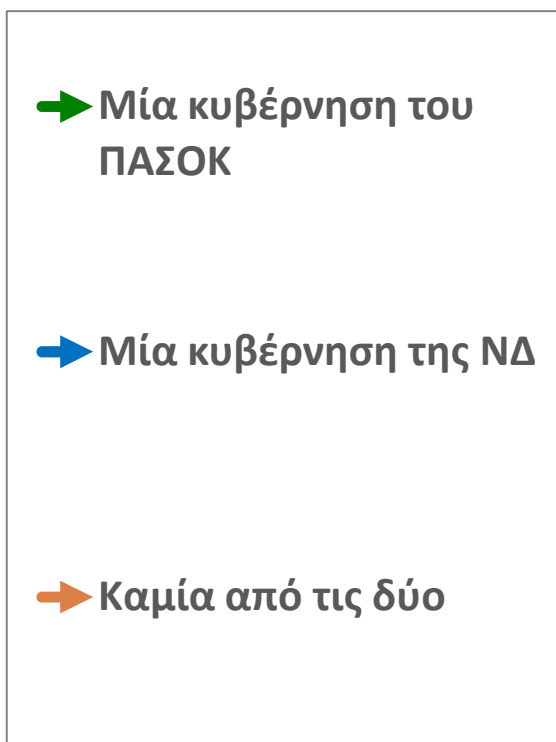 Μία κυβέρνηση του
ΠΑΣΟΚ
Μία κυβέρνηση της ΝΔ
Καμία από τις δύο